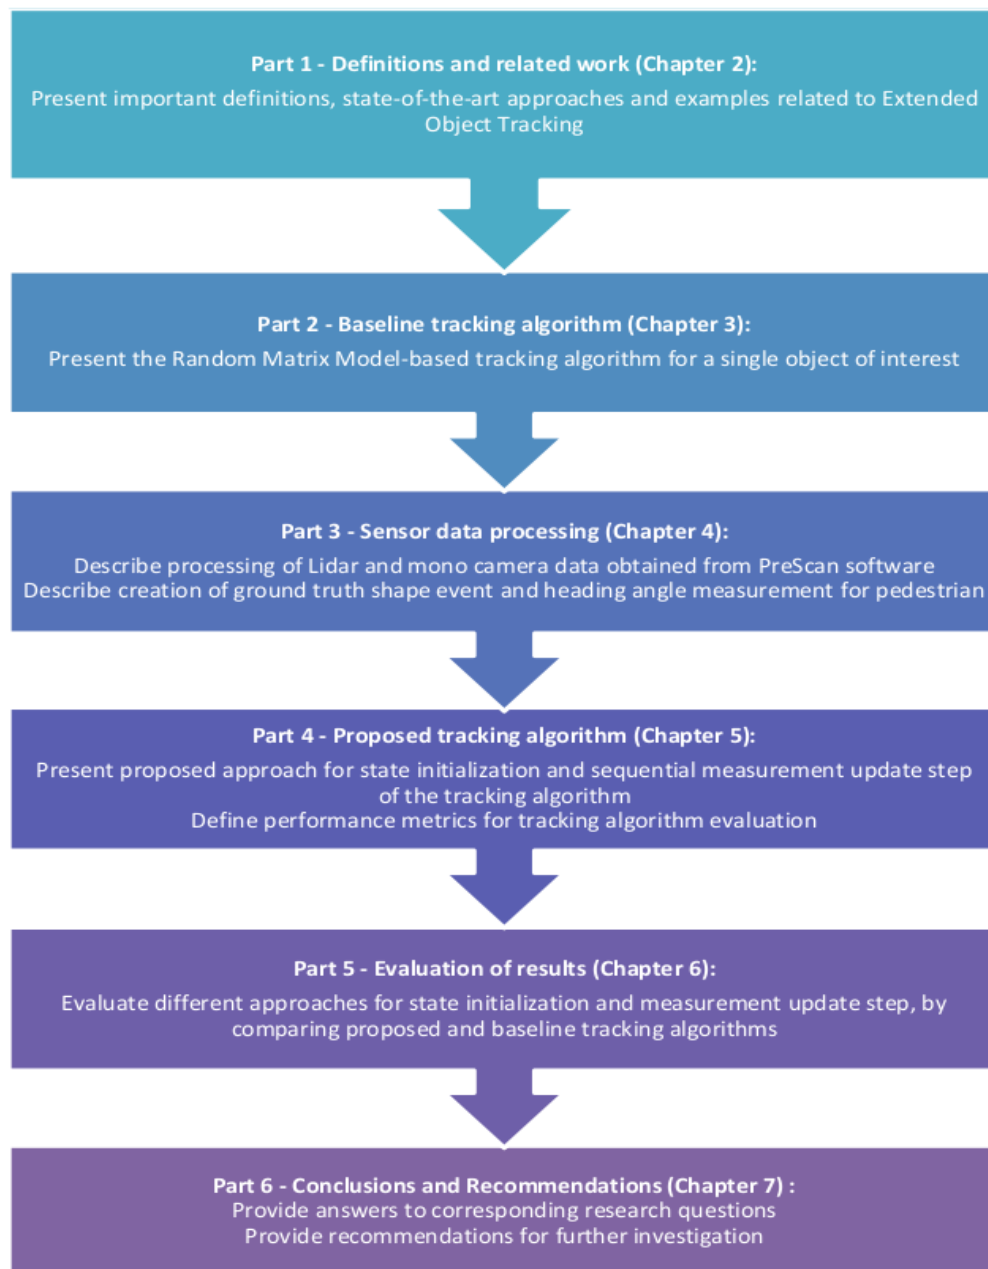 Part 1 - Definitions and related work (Chapter 2):
Present important definitions, state-of-the-art approaches and examples related to Extended
Object Tracking
Part 2 - Baseline tracking algorithm (Chapter 3):
Present the Random Matrix Model-based tracking algorithm for a single object of interest
Part 3 - Sensor data processing (Chapter 4):
Describe processing of Lidar and mono camera data obtained from PreScan software
Describe creation of ground truth shape event and heading angle measurement for pedestrian
Part 4 - Proposed tracking algorithm (Chapter 5):
Present proposed approach for state initialization and sequential measurement update step
of the tracking algorithm
Define performance metrics for tracking algorithm evaluation
Part 5 - Evaluation of results (Chapter 6):
Evaluate different approaches for state initialization and measurement update step, by
comparing proposed and baseline tracking algorithms
Part 6 - Conclusions and Recommendations (Chapter 7) :
Provide answers to corresponding research questions
Provide recommendations for further investigation